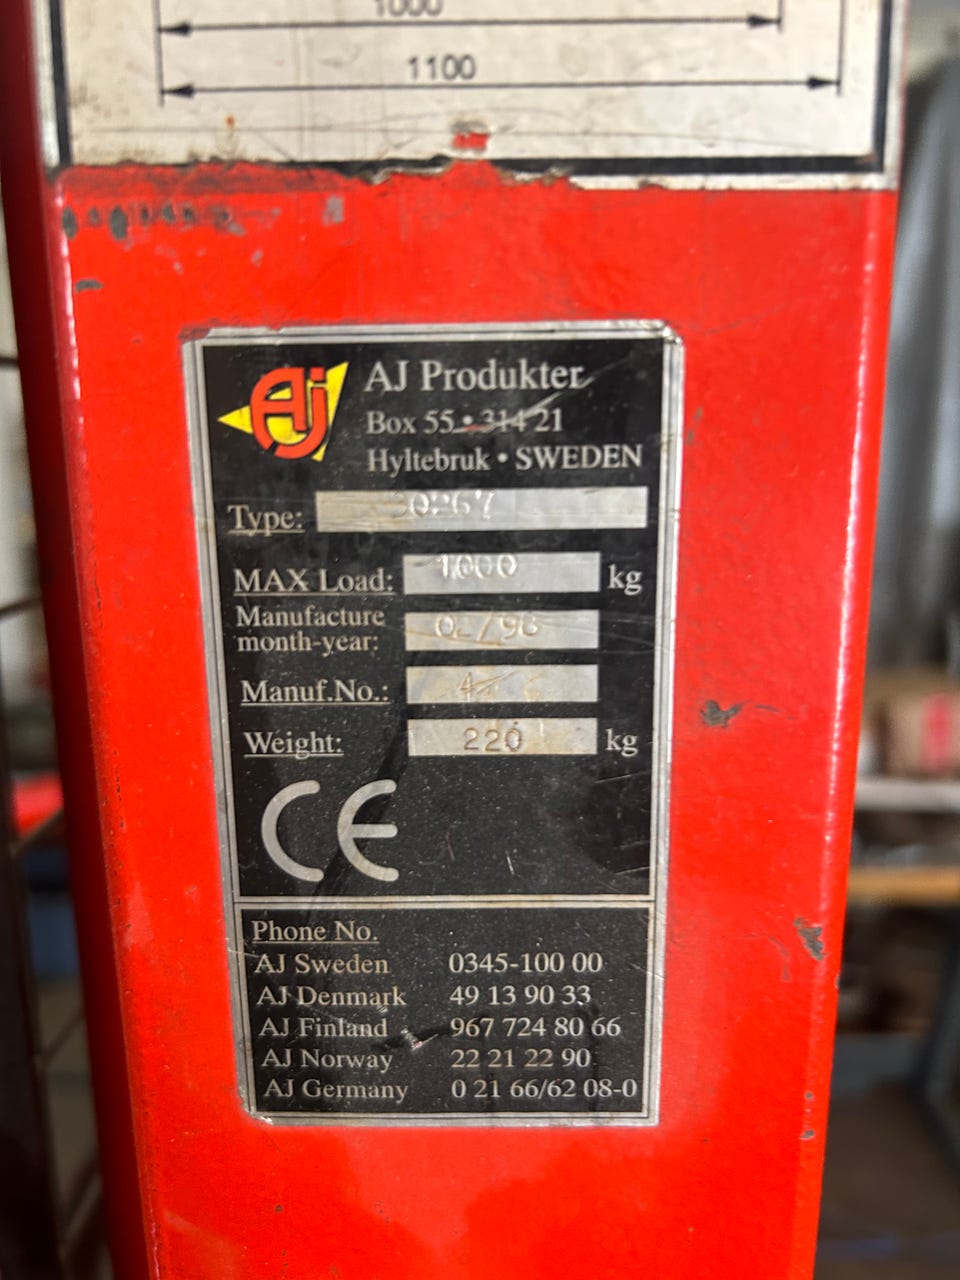 1000
1100
Aj
AJ Produkter
Box 55 • 314 21
Hyltebruk • SWEDEN
Type:
MAX Load: 1000 kg
Manufacture
month-year:
Manuf.No.:
Weight: 220 kg
CE
Phone No.
AJ Sweden 0345-100 00
AJ Denmark 49 13 90 33
AJ Finland 967 724 80 66
AJ Norway 22 21 22 90
AJ Germany 0 21 66/62 08-0